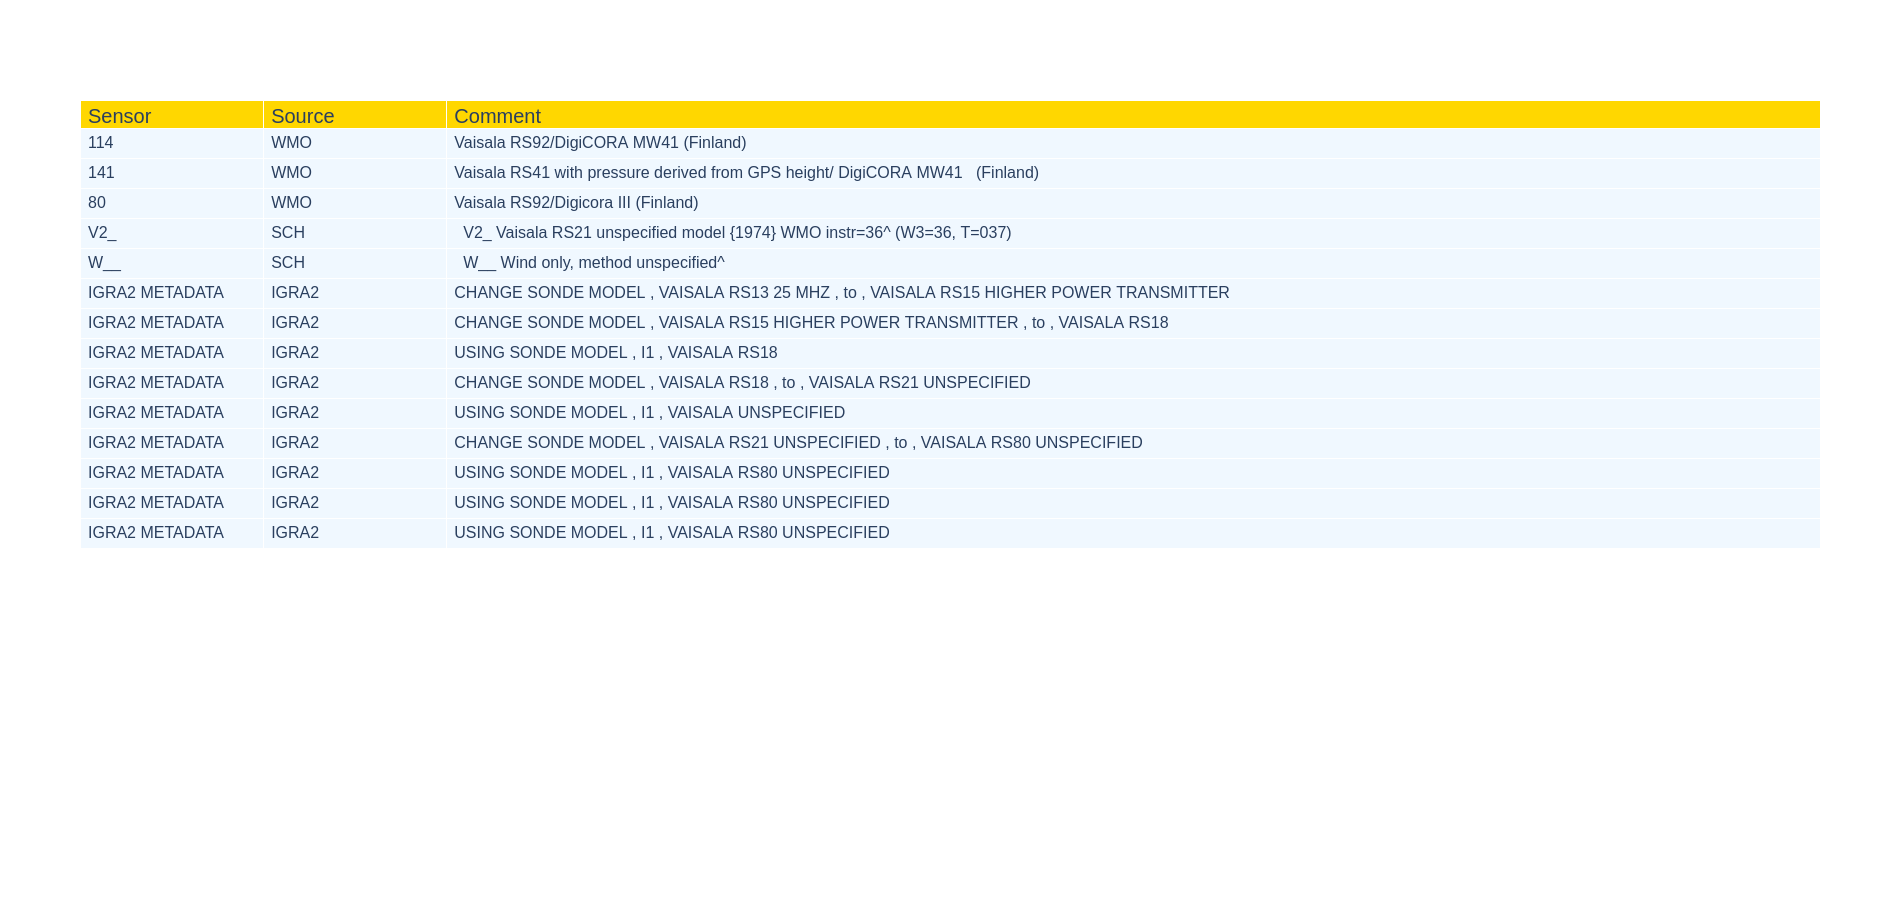 Sensor Source Comment
114 WMO Vaisala RS92/DigiCORA MW41 (Finland)
141 WMO Vaisala RS41 with pressure derived from GPS height/ DigiCORA MW41   (Finland)
80 WMO Vaisala RS92/Digicora III (Finland)
V2_ SCH V2_ Vaisala RS21 unspecified model {1974} WMO instr=36^ (W3=36, T=037)
W__ SCH W__ Wind only, method unspecified^
IGRA2 METADATA IGRA2 CHANGE SONDE MODEL , VAISALA RS13 25 MHZ , to , VAISALA RS15 HIGHER POWER TRANSMITTER
IGRA2 METADATA IGRA2 CHANGE SONDE MODEL , VAISALA RS15 HIGHER POWER TRANSMITTER , to , VAISALA RS18
IGRA2 METADATA IGRA2 USING SONDE MODEL , I1 , VAISALA RS18
IGRA2 METADATA IGRA2 CHANGE SONDE MODEL , VAISALA RS18 , to , VAISALA RS21 UNSPECIFIED
IGRA2 METADATA IGRA2 USING SONDE MODEL , I1 , VAISALA UNSPECIFIED
IGRA2 METADATA IGRA2 CHANGE SONDE MODEL , VAISALA RS21 UNSPECIFIED , to , VAISALA RS80 UNSPECIFIED
IGRA2 METADATA IGRA2 USING SONDE MODEL , I1 , VAISALA RS80 UNSPECIFIED
IGRA2 METADATA IGRA2 USING SONDE MODEL , I1 , VAISALA RS80 UNSPECIFIED
IGRA2 METADATA IGRA2 USING SONDE MODEL , I1 , VAISALA RS80 UNSPECIFIED